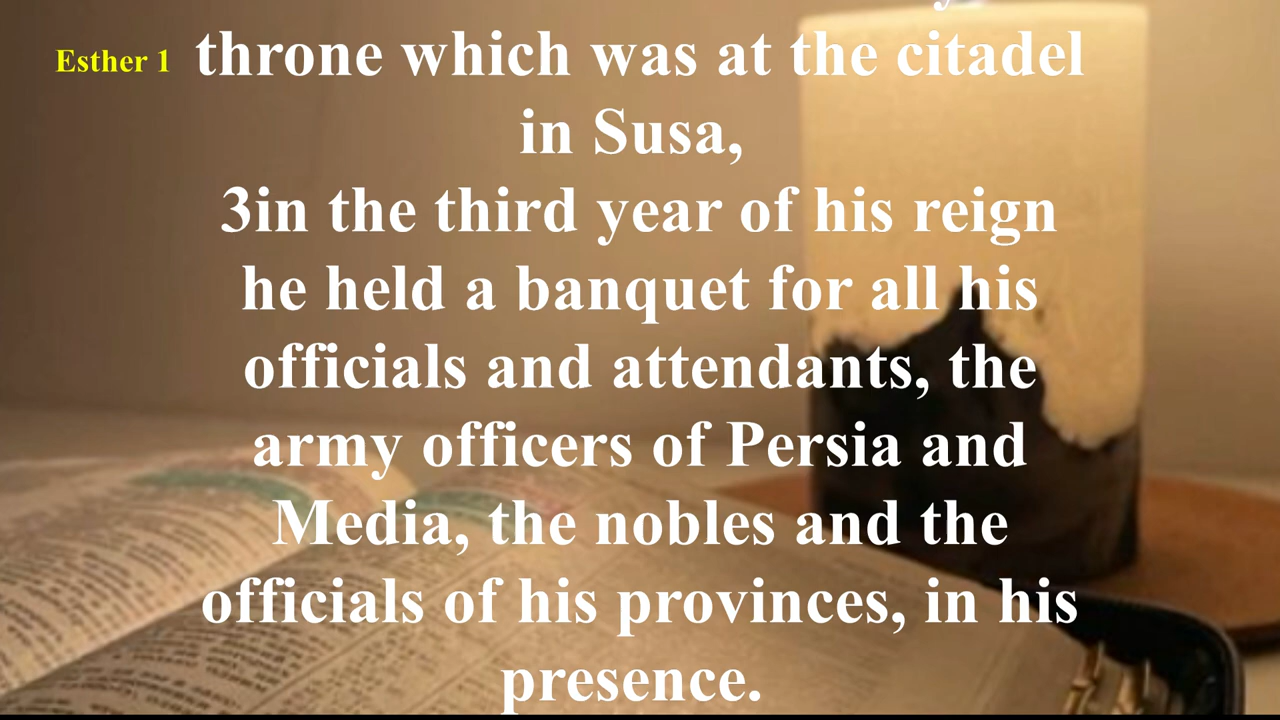 Esther 1
throne which was at the citadel
in Susa,
3in the third year of his reign
he held a banquet for all his
officials and attendants, the
army officers of Persia and
Media, the nobles and the
officials of his provinces, in his
presence.